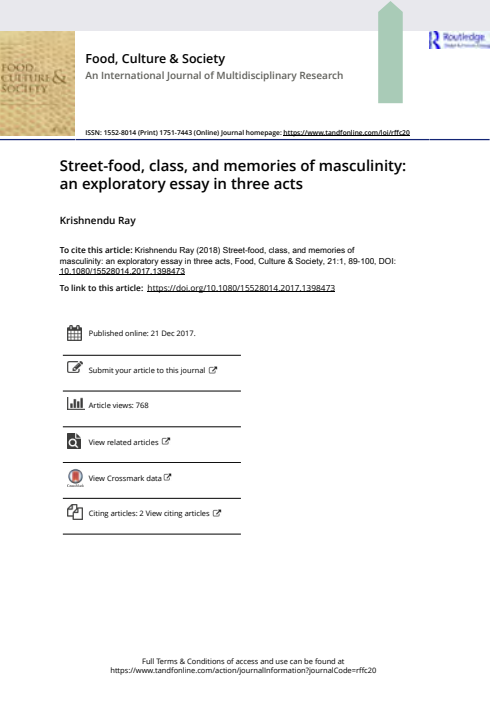 FOOD,
CULTURE &
SOCIETY
Food, Culture & Society
An International Journal of Multidisciplinary Research
Routledge
ISSN: 1552-8014 (Print) 1751-7443 (Online) Journal homepage: https://www.tandfonline.com/loi/rffc20
Street-food, class, and memories of masculinity:
an exploratory essay in three acts
Krishnendu Ray
To cite this article: Krishnendu Ray (2018) Street-food, class, and memories of
masculinity: an exploratory essay in three acts, Food, Culture & Society, 21:1, 89-100, DOI:
10.1080/15528014.2017.1398473
To link to this article: https://doi.org/10.1080/15528014.2017.1398473
Published online: 21 Dec 2017.
Submit your article to this journal
Article views: 768
View related articles
View Crossmark data
Citing articles: 2 View citing articles
Full Terms & Conditions of access and use can be found at
https://www.tandfonline.com/action/journalInformation?journalCode=rffc20